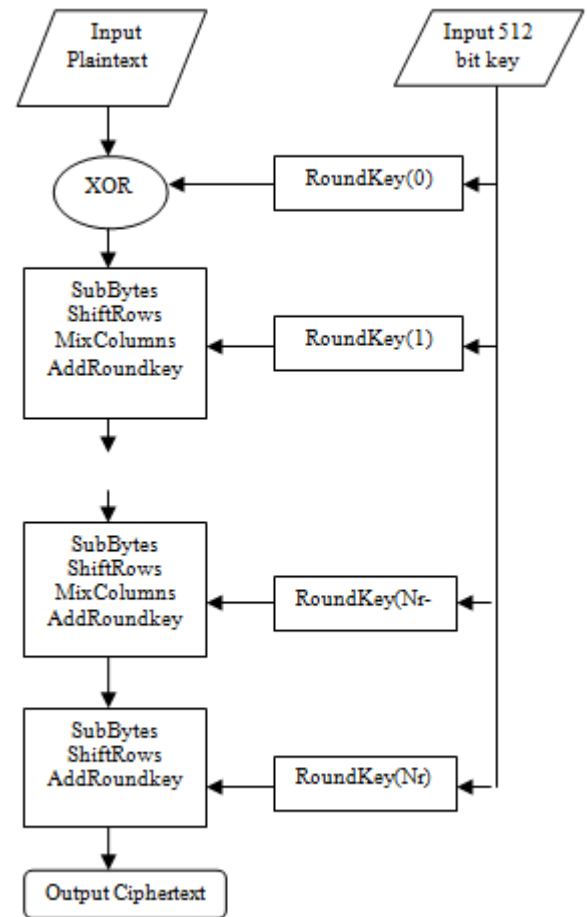 Input
Plaintext
Input 512
bit key
XOR
RoundKey(0)
SubBytes
ShiftRows
MixColumns
AddRoundkey
RoundKey(1)
SubBytes
ShiftRows
MixColumns
AddRoundkey
RoundKey(Nr-
SubBytes
ShiftRows
AddRoundkey
RoundKey(Nr)
Output Ciphertext